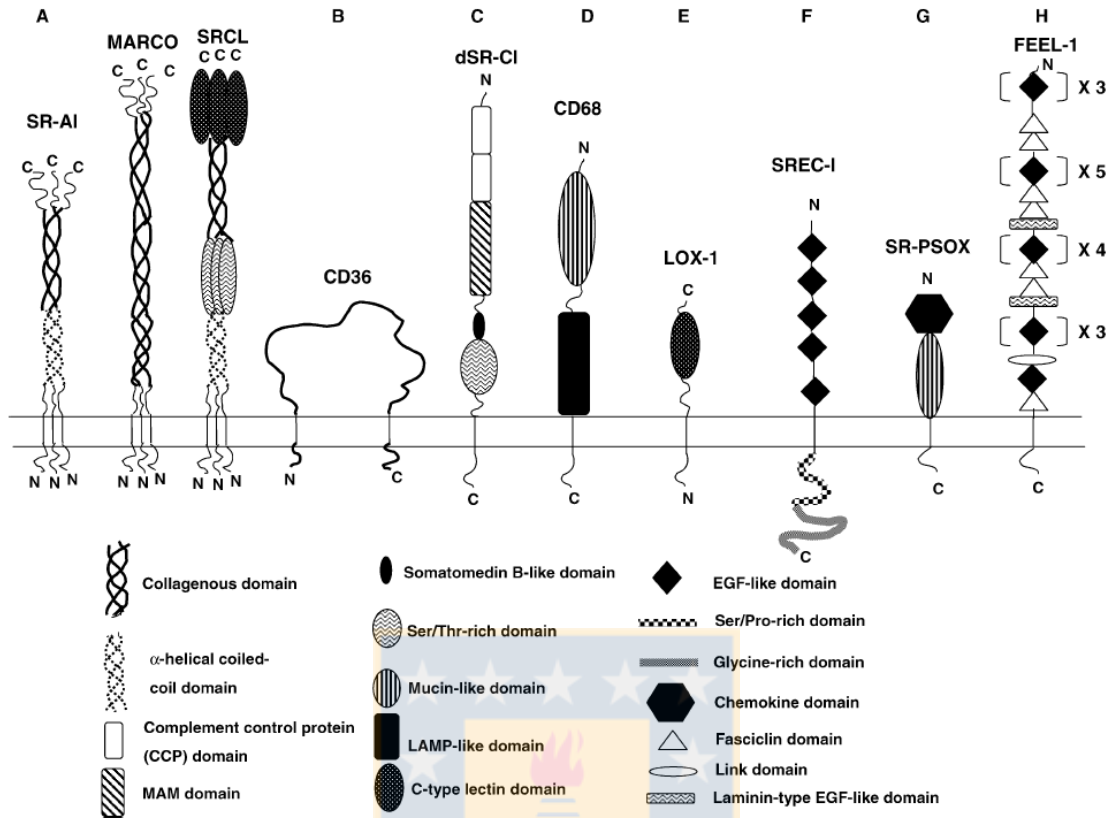 A B C D E F G H
FEEL-1
N
X 3
X 5
X 4
X 3
C
MARCO
C C C
SRCL
C C C
SR-AI
C C C
N N N N N N N N N
CD36
N C
dSR-CI
N
C
CD68
N
C
LOX-1
C
N
SREC-I
N
C
SR-PSOX
N
C
Collagenous domain
α-helical coiled-
coil domain
Complement control protein
(CCP) domain
MAM domain
Somatomedin B-like domain
Ser/Thr-rich domain
Mucin-like domain
LAMP-like domain
C-type lectin domain
EGF-like domain
Ser/Pro-rich domain
Glycine-rich domain
Chemokine domain
Fasciclin domain
Link domain
Laminin-type EGF-like domain